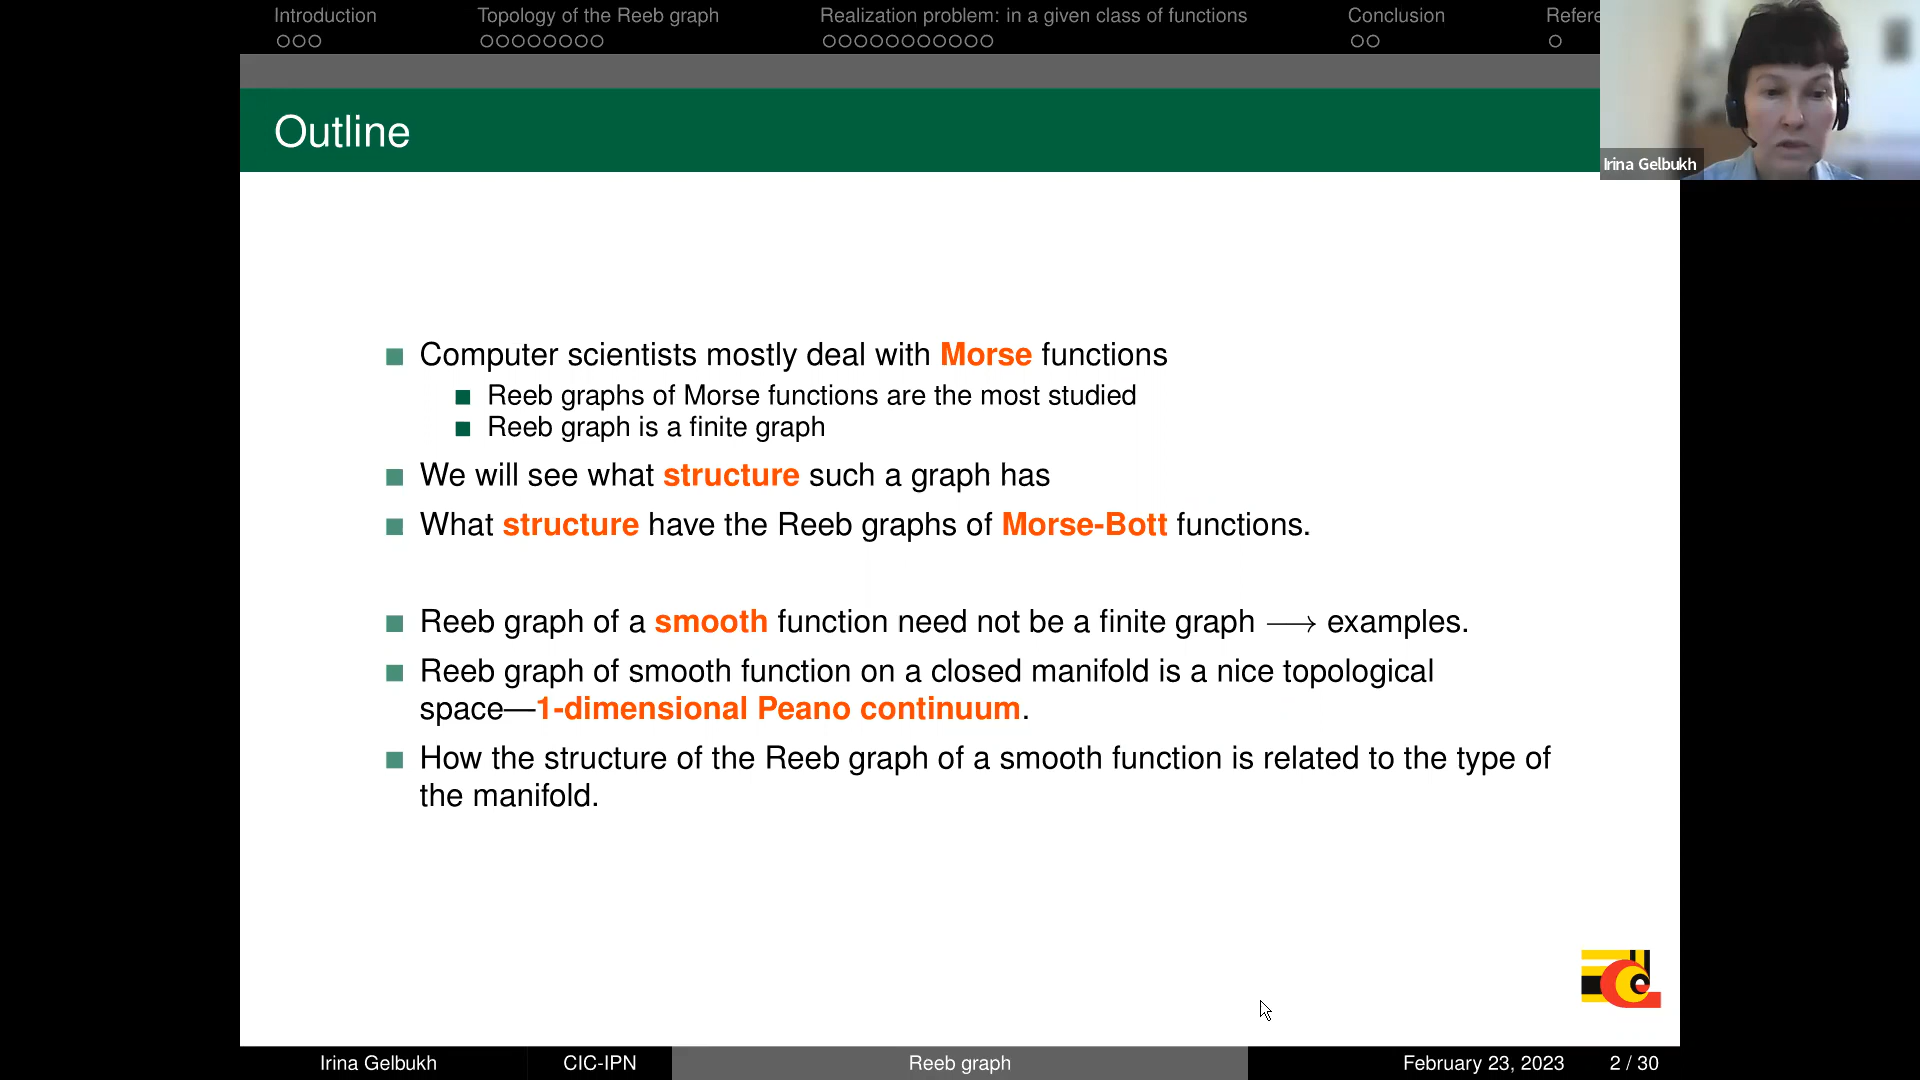 Introduction
Topology of the Reeb graph
Realization problem: in a given class of functions
Conclusion
Refere
Outline
Irina Gelbukh
Computer scientists mostly deal with Morse functions
Reeb graphs of Morse functions are the most studied
Reeb graph is a finite graph
We will see what structure such a graph has
What structure have the Reeb graphs of Morse-Bott functions.
Reeb graph of a smooth function need not be a finite graph ⟶ examples.
Reeb graph of smooth function on a closed manifold is a nice topological
space—1-dimensional Peano continuum.
How the structure of the Reeb graph of a smooth function is related to the type of
the manifold.
Irina Gelbukh
CIC-IPN
Reeb graph
February 23, 2023
2 / 30